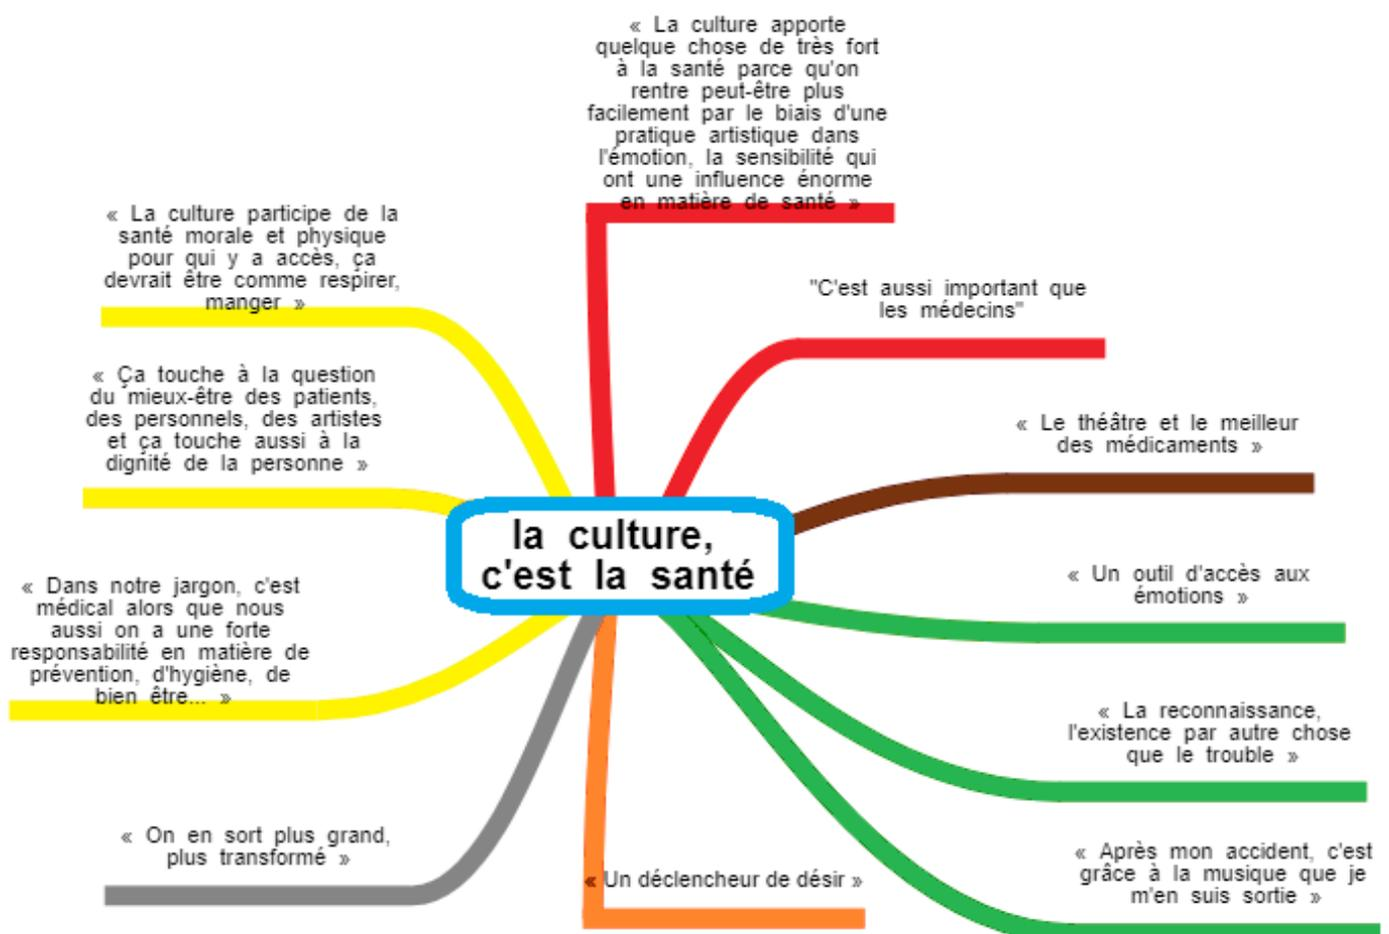 « La culture apporte
quelque chose de très fort
à la santé parce qu'on
rentre peut-être plus
facilement par le biais d'une
pratique artistique dans
l'émotion, la sensibilité qui
ont une influence énorme
en matière de santé »
"C'est aussi important que
les médecins"
« Le théâtre et le meilleur
des médicaments »
« Un outil d'accès aux
émotions »
« La reconnaissance,
l'existence par autre chose
que le trouble »
« Après mon accident, c'est
grâce à la musique que je
m'en suis sortie »
« Un déclencheur de désir »
« On en sort plus grand,
plus transformé »
« Dans notre jargon, c'est
médical alors que nous
aussi on a une forte
responsabilité en matière de
prévention, d'hygiène, de
bien être... »
« Ça touche à la question
du mieux-être des patients,
des personnels, des artistes
et ça touche aussi à la
dignité de la personne »
« La culture participe de la
santé morale et physique
pour qui y a accès, ça
devrait être comme respirer,
manger »
la culture,
c'est la santé